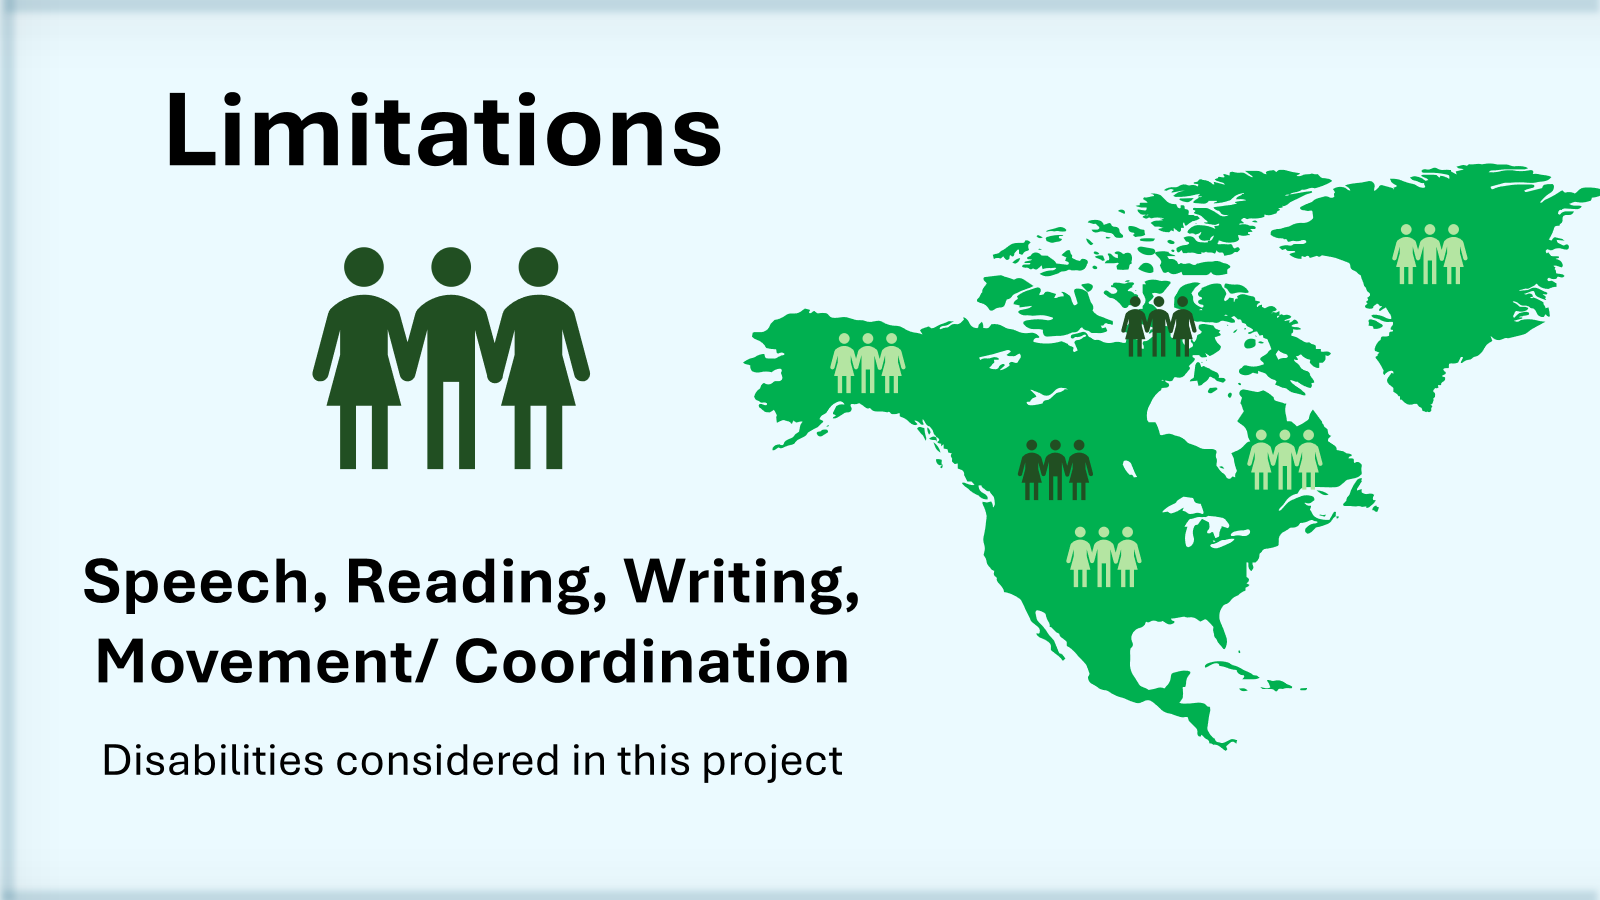 Limitations
Speech, Reading, Writing,
Movement/ Coordination
Disabilities considered in this project